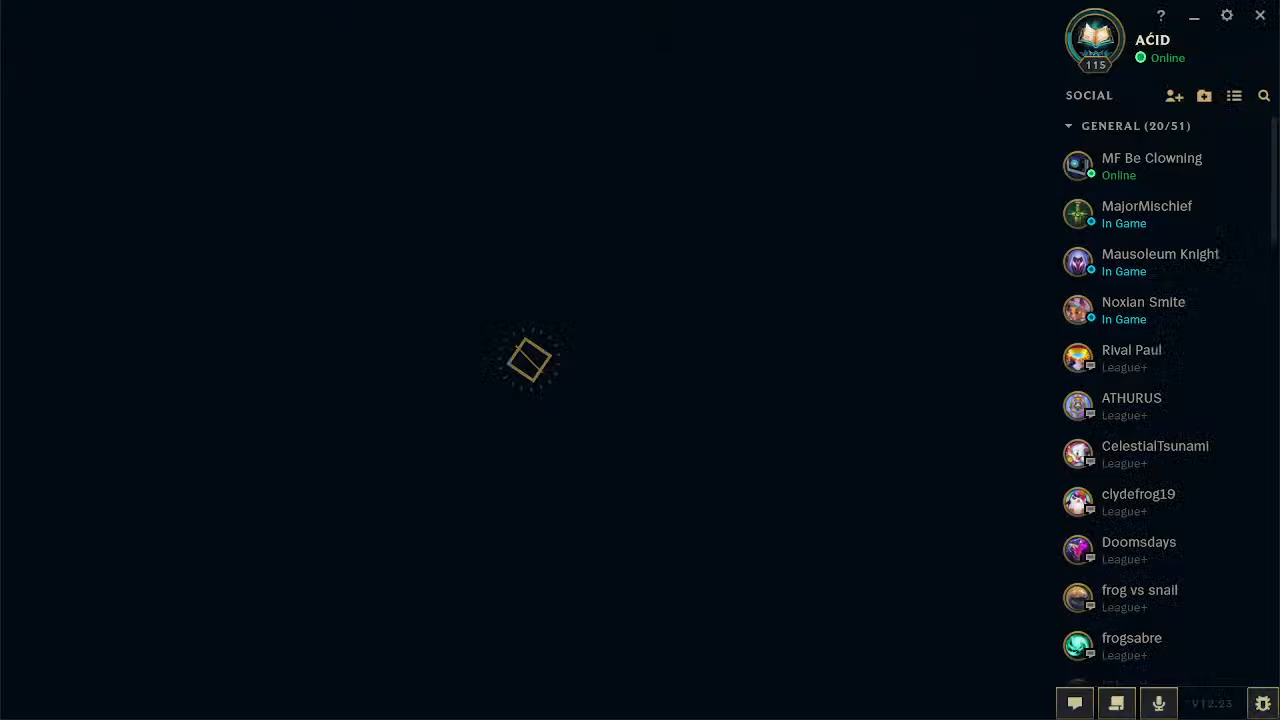 ?
AĆID
Online
115
SOCIAL
GENERAL (20/51)
MF Be Clowning
Online
MajorMischief
In Game
Mausoleum Knight
In Game
Noxian Smite
In Game
Rival Paul
League+
ATHURUS
League+
CelestialTsunami
League+
clydefrog19
League+
Doomsdays
League+
frog vs snail
League+
frogsabre
League+
V12.23